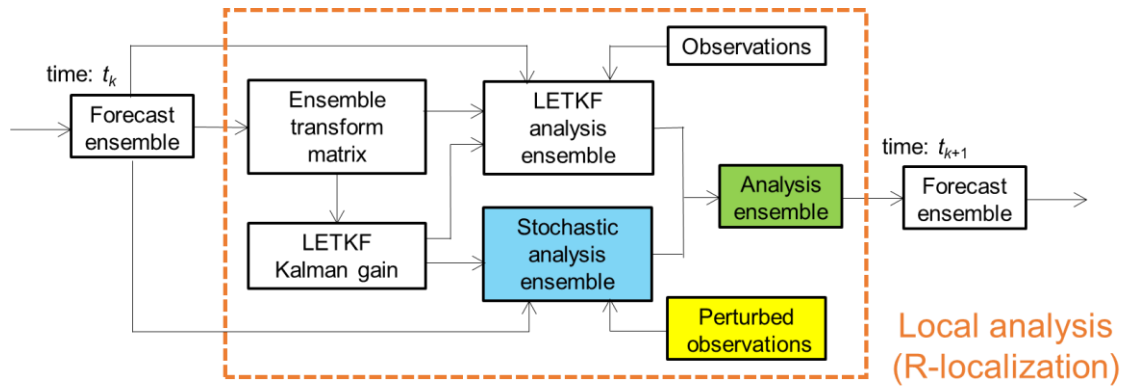 time: tk
Forecast
ensemble
Ensemble
transform
matrix
LETKF
Kalman gain
LETKF
analysis
ensemble
Observations
Stochastic
analysis
ensemble
Perturbed
observations
Analysis
ensemble
time: tk+1
Forecast
ensemble
Local analysis
(R-localization)